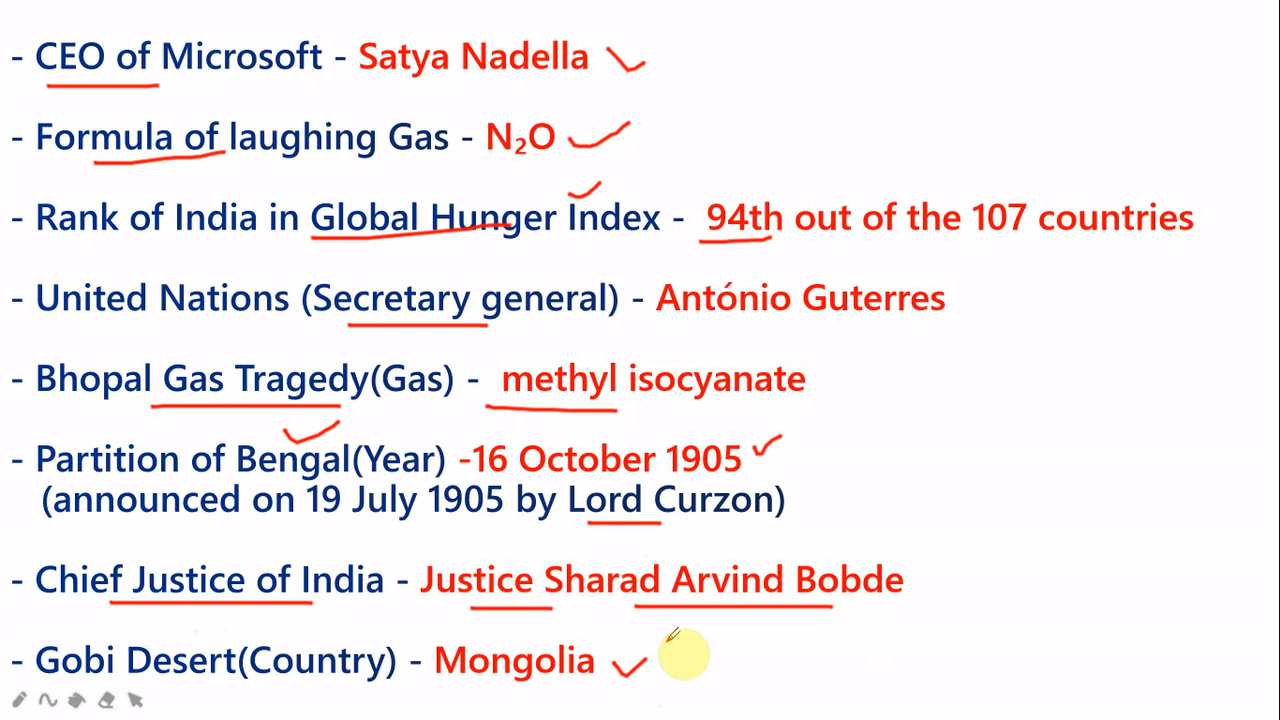 - CEO of Microsoft - Satya Nadella
- Formula of laughing Gas - N₂O
- Rank of India in Global Hunger Index -  94th out of the 107 countries
- United Nations (Secretary general) - António Guterres
- Bhopal Gas Tragedy(Gas) -  methyl isocyanate
- Partition of Bengal(Year) -16 October 1905
(announced on 19 July 1905 by Lord Curzon)
- Chief Justice of India - Justice Sharad Arvind Bobde
- Gobi Desert(Country) - Mongolia